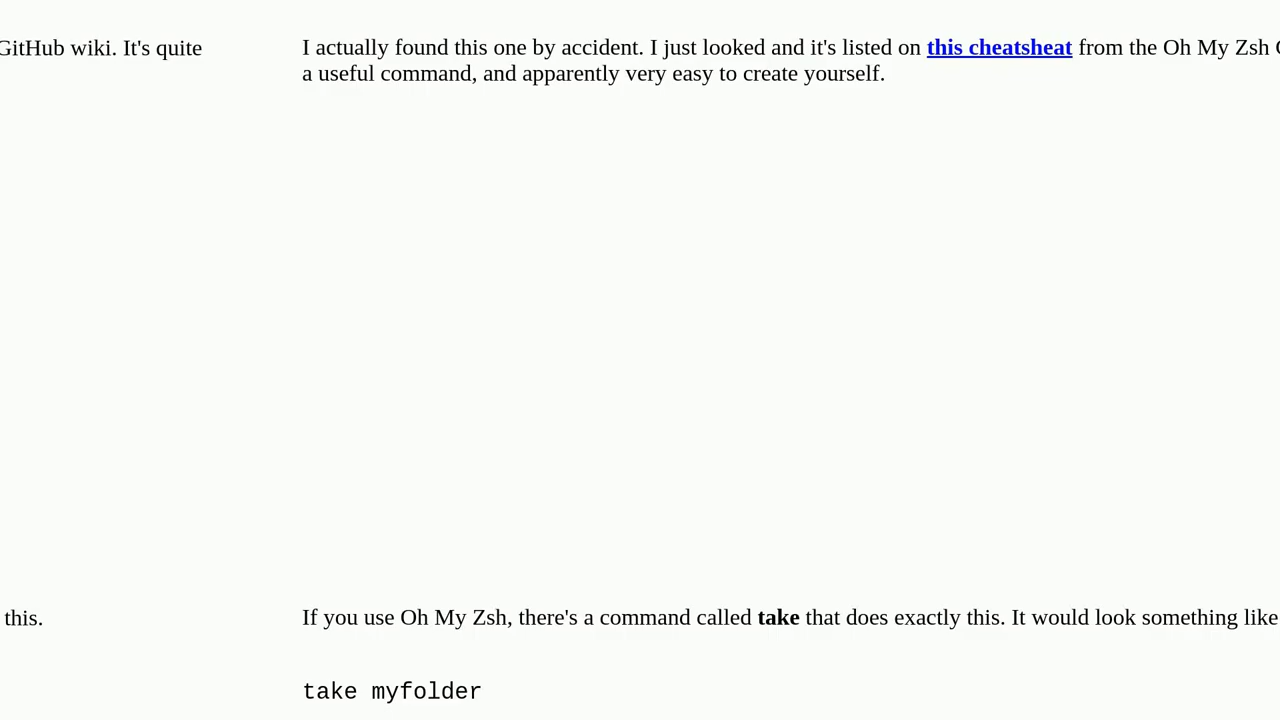 GitHub wiki. It's quite
I actually found this one by accident. I just looked and it's listed on this cheatsheat from the Oh My Zsh
a useful command, and apparently very easy to create yourself.
this.
If you use Oh My Zsh, there's a command called take that does exactly this. It would look something like
take myfolder